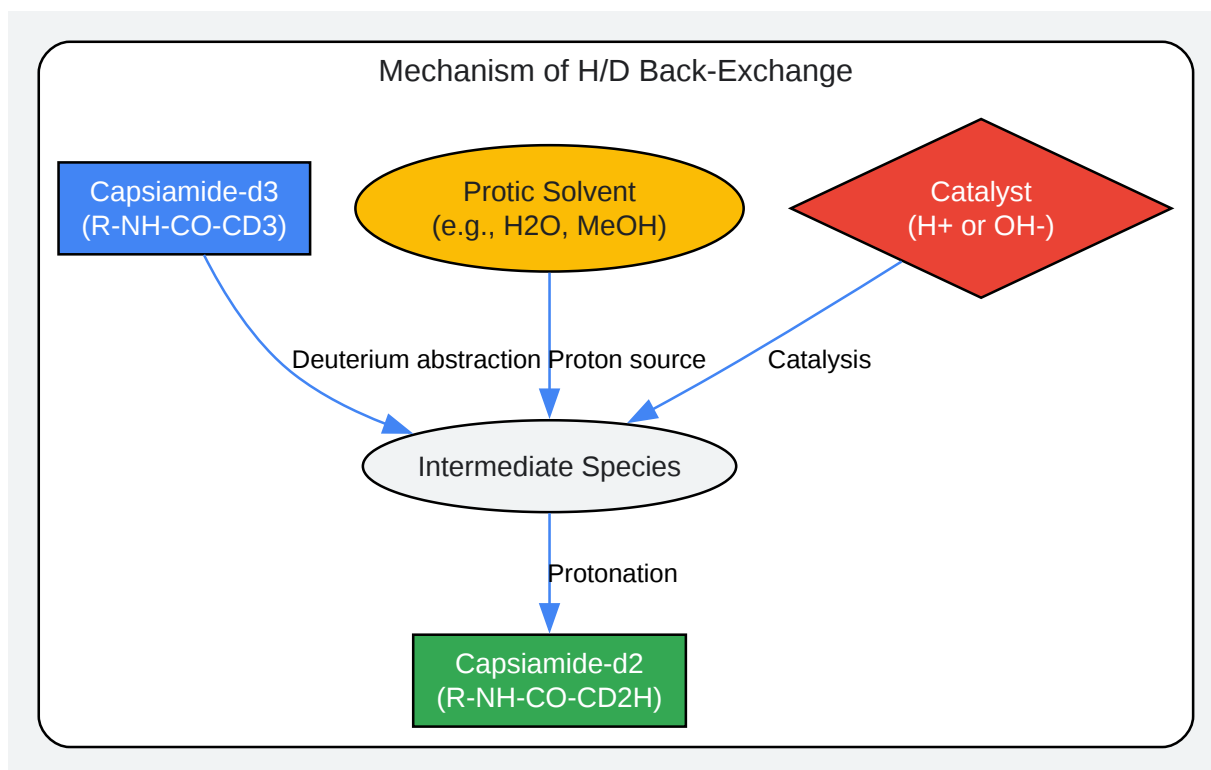 Mechanism of H/D Back-Exchange
Capsiamide-d3
(R-NH-CO-CD3)
Protic Solvent
(e.g., H2O, MeOH)
Catalyst
(H+ or OH-)
Deuterium abstraction
Proton source
Catalysis
Intermediate Species
Protonation
Capsiamide-d2
(R-NH-CO-CD2H)